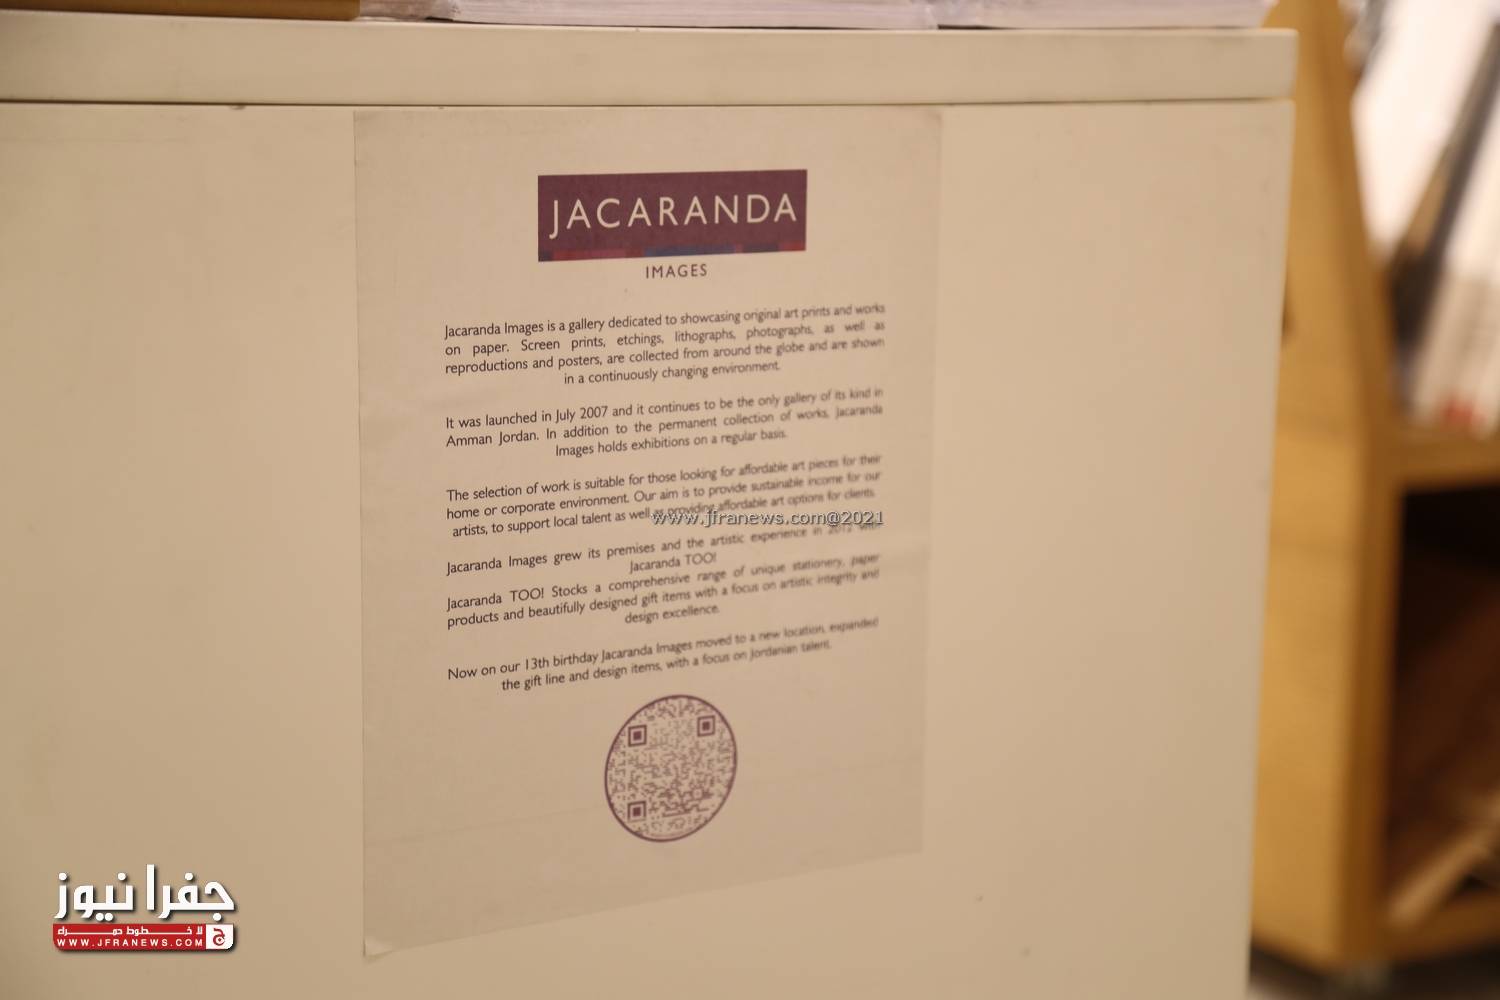 JACARANDA
IMAGES
Jacaranda Images is a gallery dedicated to showcasing original art prints and works
on paper. Screen prints, etchings, lithographs, photographs, as well as
reproductions and posters, are collected from around the globe and are shown
in a continuously changing environment.
It was launched in July 2007 and it continues to be the only gallery of its kind in
Amman Jordan. In addition to the permanent collection of works, Jacaranda
Images holds exhibitions on a regular basis.
The selection of work is suitable for those looking for affordable art pieces for their
home or corporate environment. Our aim is to provide sustainable income for our
artists, to support local talent as well as providing affordable art options for clients.
www.jfranews.com@2021
Jacaranda Images grew its premises and the artistic experience in 2012 with
Jacaranda TOO!
Jacaranda TOO! Stocks a comprehensive range of unique stationery, paper
products and beautifully designed gift items with a focus on artistic integrity and
design excellence.
Now on our 13th birthday Jacaranda Images moved to a new location, expanded
the gift line and design items, with a focus on Jordanian talent.
جفرا نيوز
لا خطوط حمراء
WWW.JFRANEWS.COM